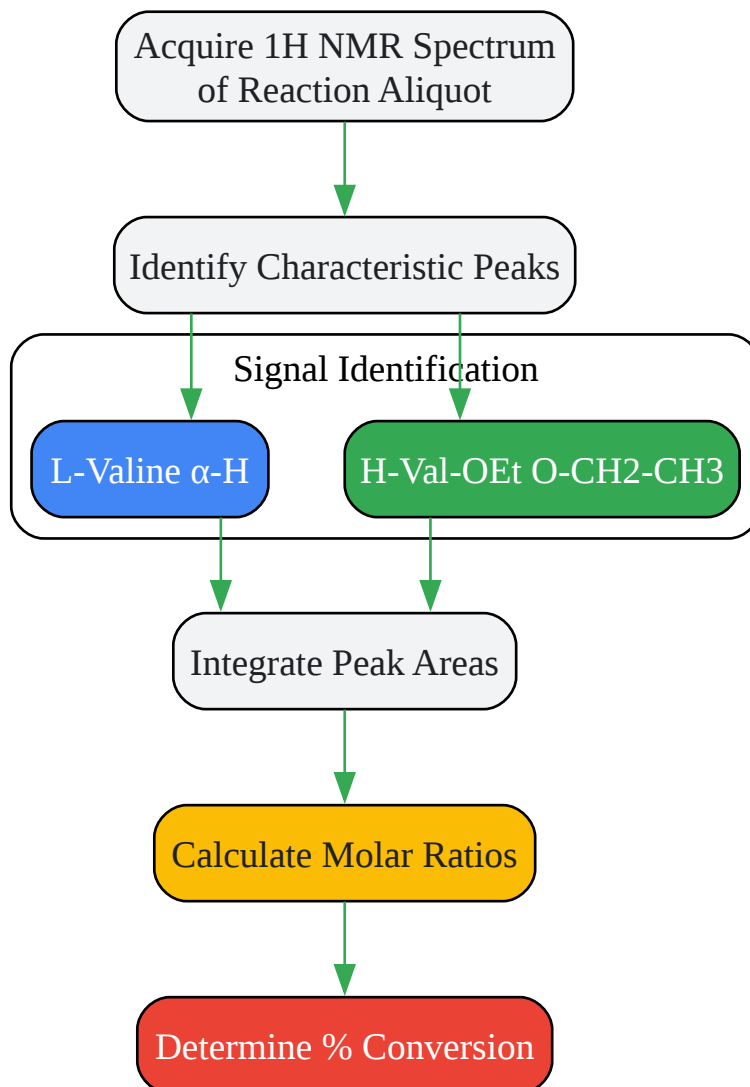 Acquire 1H NMR Spectrum
of Reaction Aliquot
Identify Characteristic Peaks
Signal Identification
L-Valine α-H
H-Val-OEt O-CH2-CH3
Integrate Peak Areas
Calculate Molar Ratios
Determine % Conversion